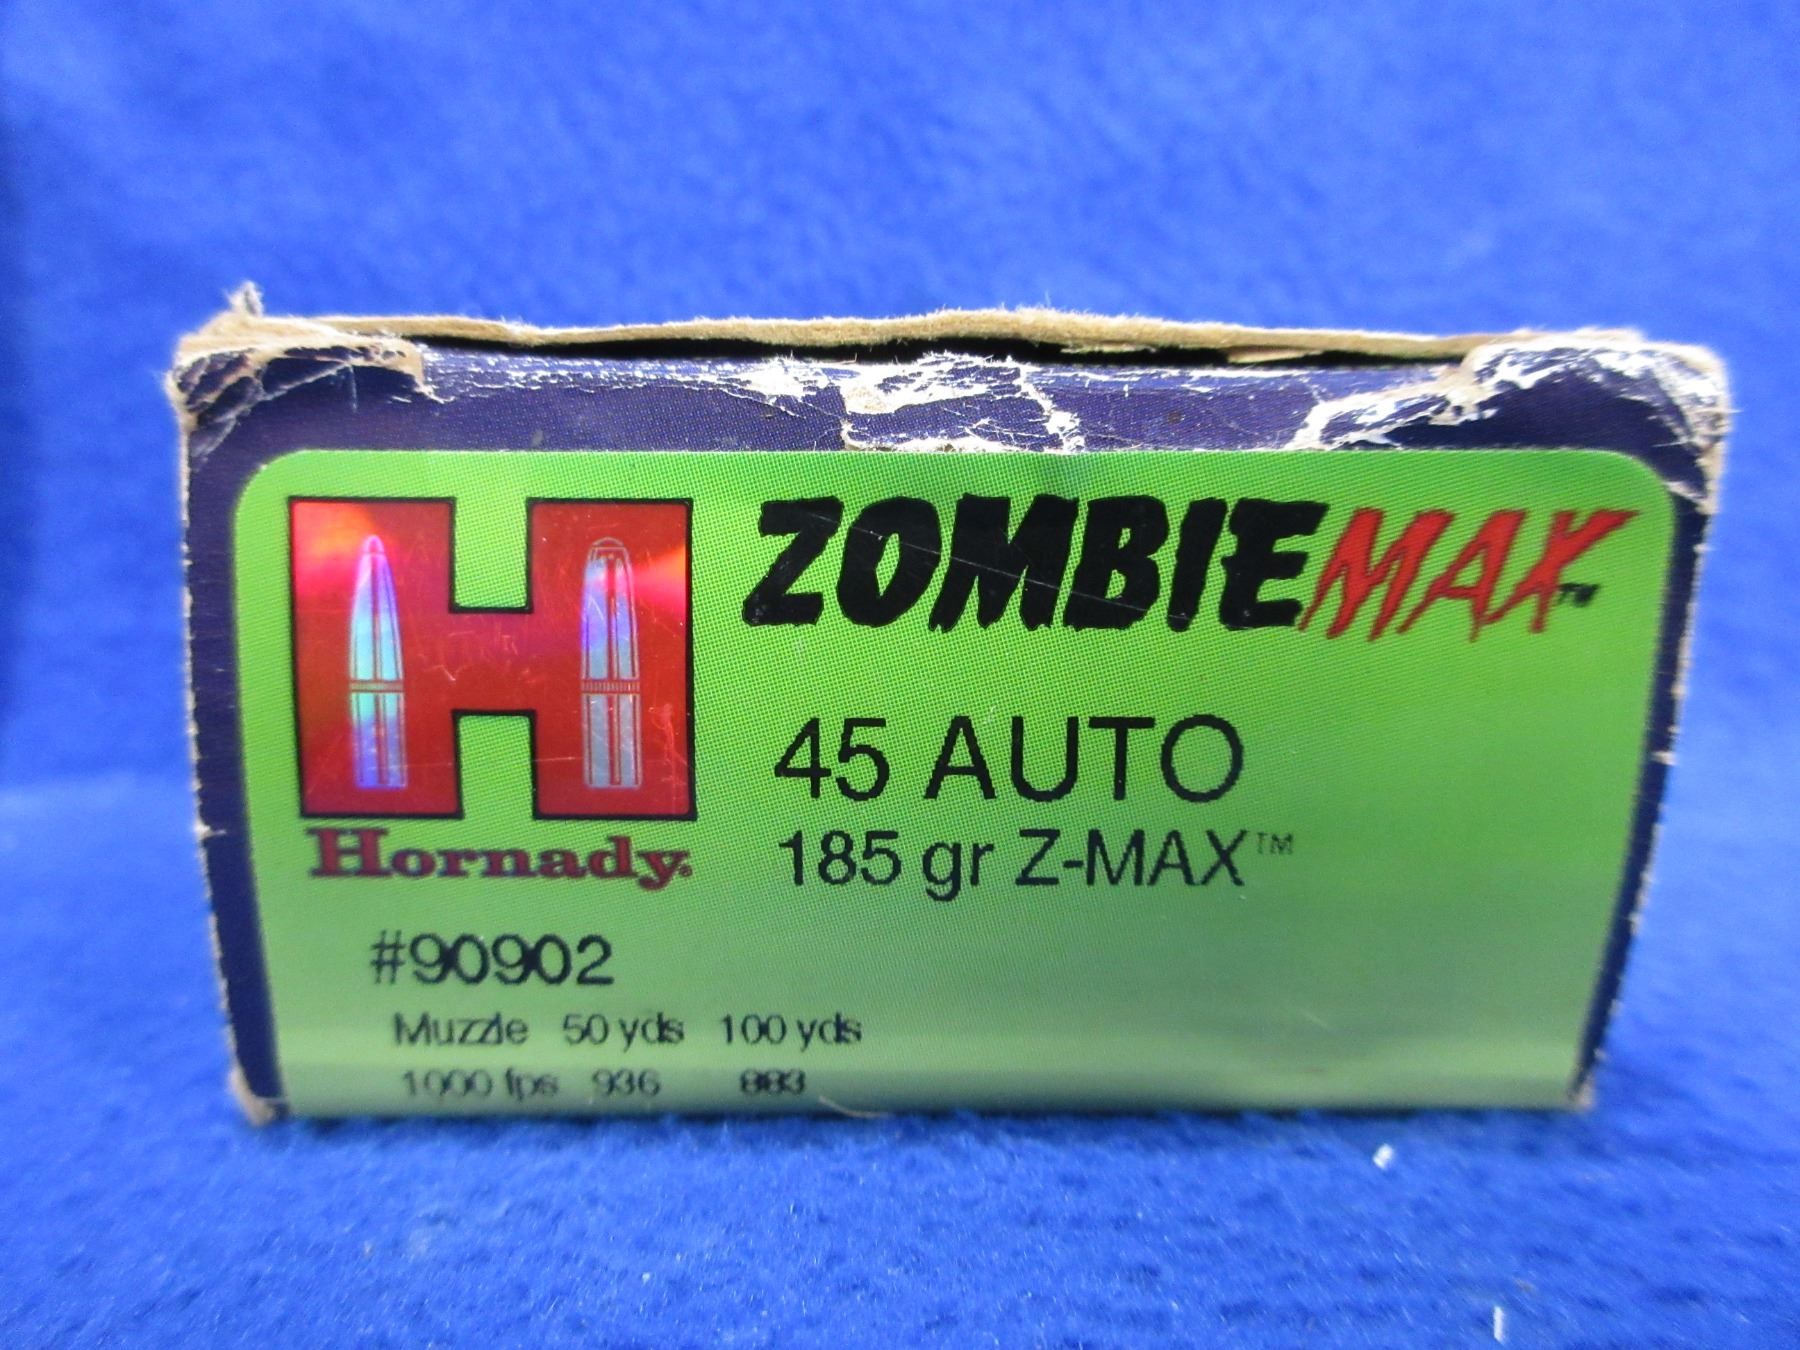 ZOMBIEMAX™
45 AUTO
185 gr Z-MAX™
Hornady
#90902
Muzzle 50 yds 100 yds
1000 fps 936 883